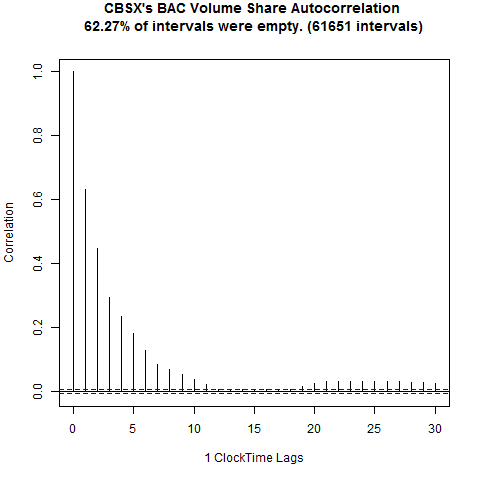 CBSX's BAC Volume Share Autocorrelation
62.27% of intervals were empty. (61651 intervals)
1.0
0.8
0.6
0.4
0.2
0.0
Correlation
0 5 10 15 20 25 30
1 ClockTime Lags